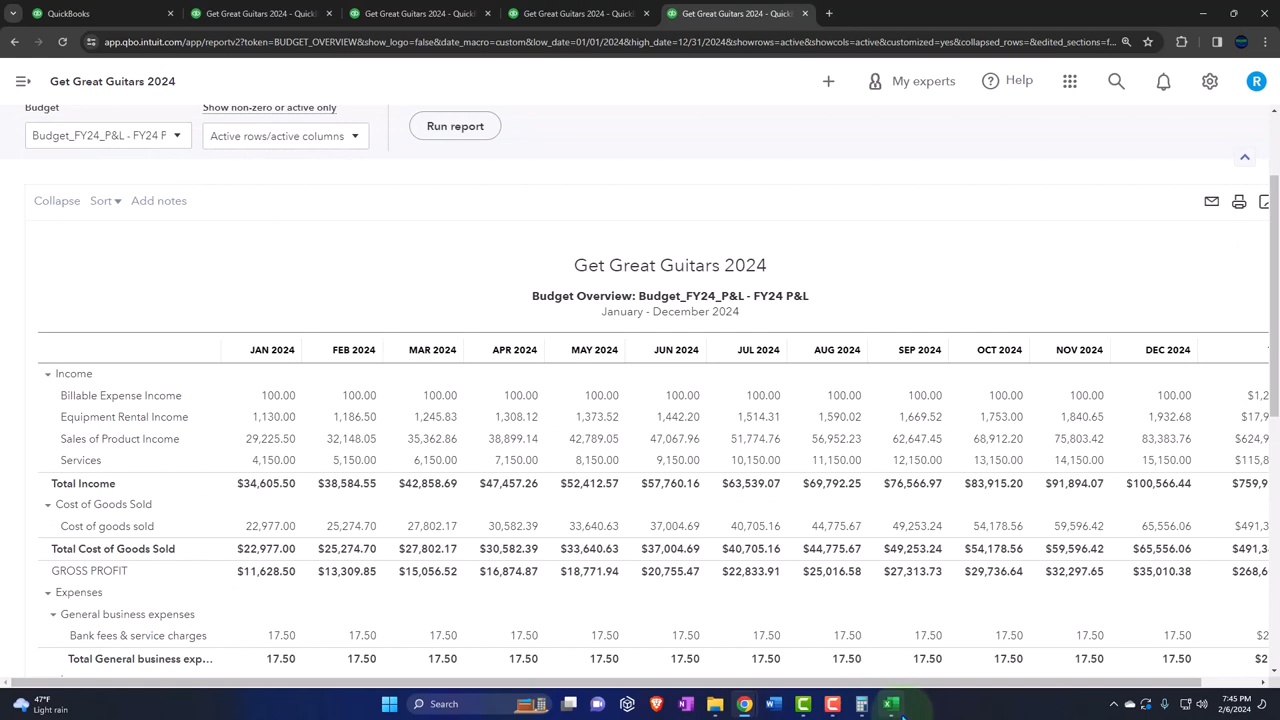 QuickBooks
Get Great Guitars 2024 - QuickB
Get Great Guitars 2024 - QuickB
Get Great Guitars 2024 - QuickB
Get Great Guitars 2024 - QuickB
app.qbo.intuit.com/app/reportv2?token=BUDGET_OVERVIEW&show_logo=false&date_macro=custom&low_date=01/01/2024&high_date=12/31/2024&showrows=active&showcols=active&customized=yes&collapsed_rows=&edited_sections=f...
Get Great Guitars 2024
My experts
Help
R
Budget
Show non-zero or active only
Budget_FY24_P&L - FY24 P
Active rows/active columns
Run report
Collapse Sort Add notes
Get Great Guitars 2024
Budget Overview: Budget_FY24_P&L - FY24 P&L
January - December 2024
JAN 2024 FEB 2024 MAR 2024 APR 2024 MAY 2024 JUN 2024 JUL 2024 AUG 2024 SEP 2024 OCT 2024 NOV 2024 DEC 2024
Income
Billable Expense Income 100.00 100.00 100.00 100.00 100.00 100.00 100.00 100.00 100.00 100.00 100.00 100.00 $1,2
Equipment Rental Income 1,130.00 1,186.50 1,245.83 1,308.12 1,373.52 1,442.20 1,514.31 1,590.02 1,669.52 1,753.00 1,840.65 1,932.68 $17,9
Sales of Product Income 29,225.50 32,148.05 35,362.86 38,899.14 42,789.05 47,067.96 51,774.76 56,952.23 62,647.45 68,912.20 75,803.42 83,383.76 $624,9
Services 4,150.00 5,150.00 6,150.00 7,150.00 8,150.00 9,150.00 10,150.00 11,150.00 12,150.00 13,150.00 14,150.00 15,150.00 $115,8
Total Income $34,605.50 $38,584.55 $42,858.69 $47,457.26 $52,412.57 $57,760.16 $63,539.07 $69,792.25 $76,566.97 $83,915.20 $91,894.07 $100,566.44 $759,9
Cost of Goods Sold
Cost of goods sold 22,977.00 25,274.70 27,802.17 30,582.39 33,640.63 37,004.69 40,705.16 44,775.67 49,253.24 54,178.56 59,596.42 65,556.06 $491,3
Total Cost of Goods Sold $22,977.00 $25,274.70 $27,802.17 $30,582.39 $33,640.63 $37,004.69 $40,705.16 $44,775.67 $49,253.24 $54,178.56 $59,596.42 $65,556.06 $491,3
GROSS PROFIT $11,628.50 $13,309.85 $15,056.52 $16,874.87 $18,771.94 $20,755.47 $22,833.91 $25,016.58 $27,313.73 $29,736.64 $32,297.65 $35,010.38 $268,6
Expenses
General business expenses
Bank fees & service charges 17.50 17.50 17.50 17.50 17.50 17.50 17.50 17.50 17.50 17.50 17.50 17.50 $2
Total General business exp... 17.50 17.50 17.50 17.50 17.50 17.50 17.50 17.50 17.50 17.50 17.50 17.50 $2
47°F
Light rain
Search
7:45 PM
2/6/2024